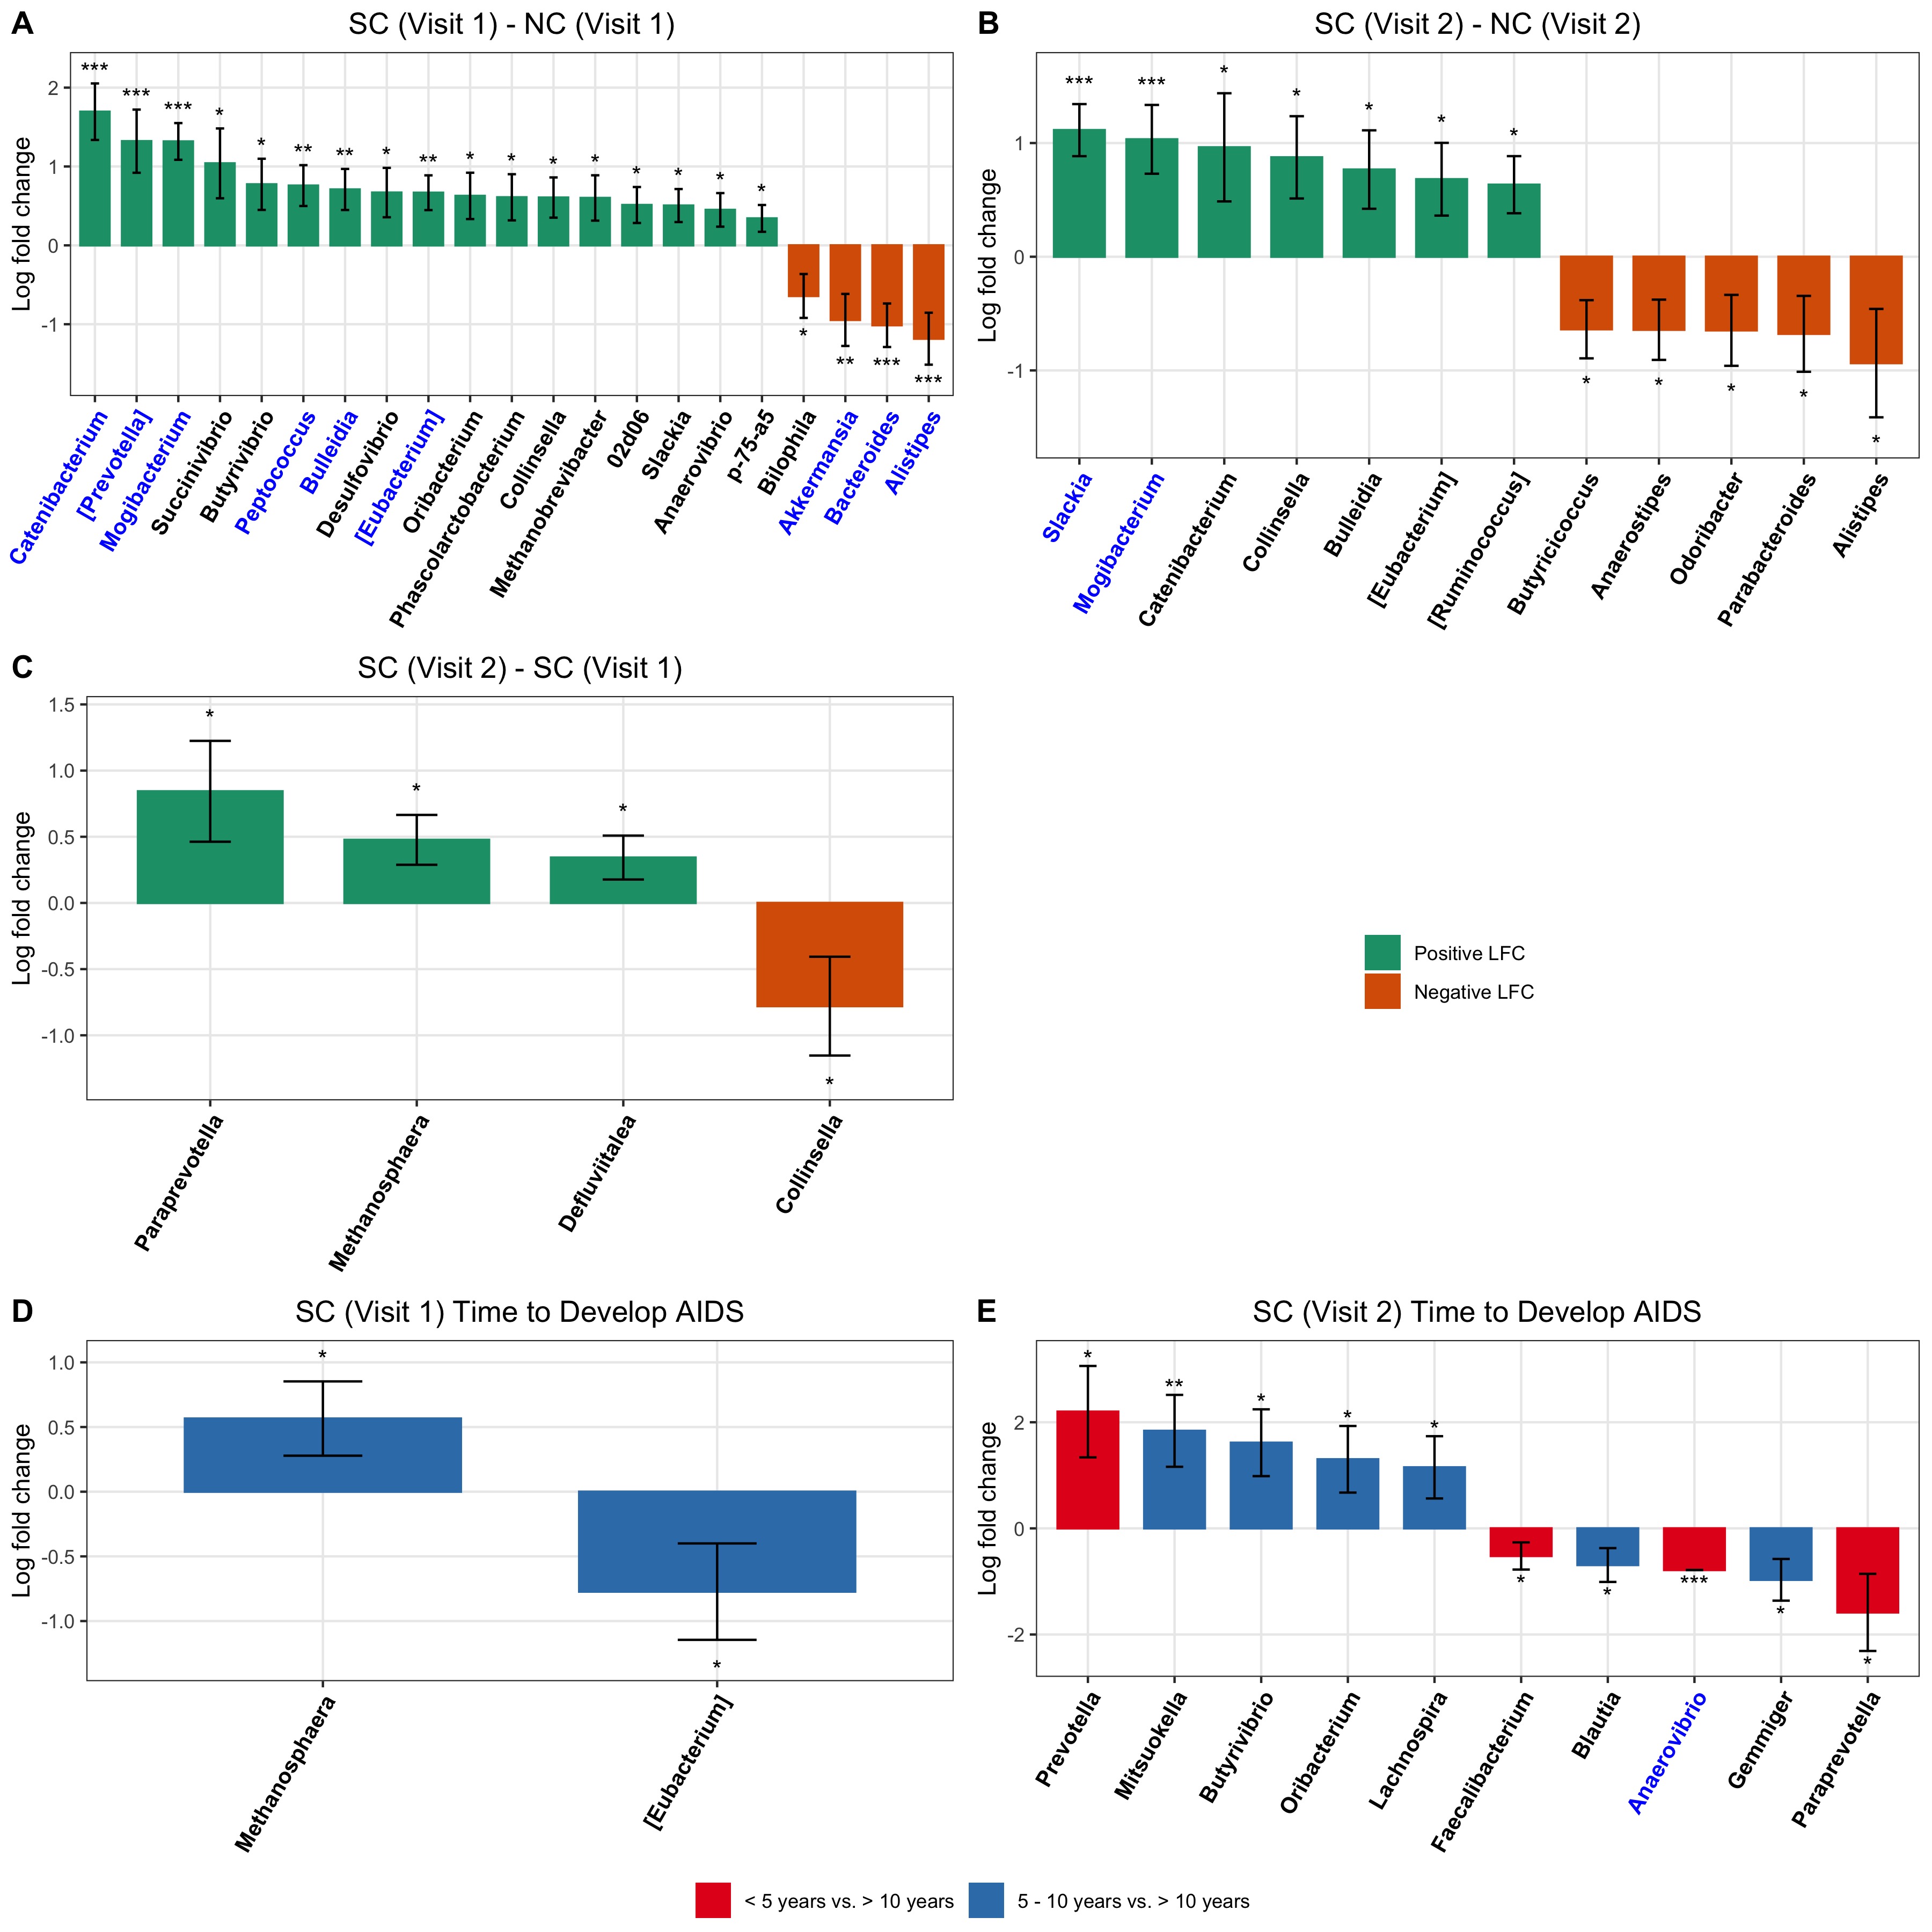 A
SC (Visit 1) - NC (Visit 1)
Log fold change
2
1
0
-1
*** *** *** * * ** ** * ** * * * * * * * * * ** *** ***
Catenibacterium
[Prevotella]
Mogibacterium
Succinivibrio
Butyrivibrio
Peptococcus
Bulleidia
Desulfovibrio
[Eubacterium]
Oribacterium
Phascolarctobacterium
Collinsella
Methanobrevibacter
02d06
Slackia
Anaerovibrio
p-75-a5
Bilophila
Akkermansia
Bacteroides
Alistipes
B
SC (Visit 2) - NC (Visit 2)
Log fold change
1
0
-1
*** *** * * * * * * * * * *
Slackia
Mogibacterium
Catenibacterium
Collinsella
Bulleidia
[Eubacterium]
[Ruminococcus]
Butyricicoccus
Anaerostipes
Odoribacter
Parabacteroides
Alistipes
C
SC (Visit 2) - SC (Visit 1)
Log fold change
1.5
1.0
0.5
0.0
-0.5
-1.0
* * * *
Paraprevotella
Methanosphaera
Defluviitalea
Collinsella
Positive LFC
Negative LFC
D
SC (Visit 1) Time to Develop AIDS
Log fold change
1.0
0.5
0.0
-0.5
-1.0
* *
Methanosphaera
[Eubacterium]
E
SC (Visit 2) Time to Develop AIDS
Log fold change
2
0
-2
* ** * * * * * *** * *
Prevotella
Mitsuokella
Butyrivibrio
Oribacterium
Lachnospira
Faecalibacterium
Blautia
Anaerovibrio
Gemmiger
Paraprevotella
< 5 years vs. > 10 years
5 - 10 years vs. > 10 years